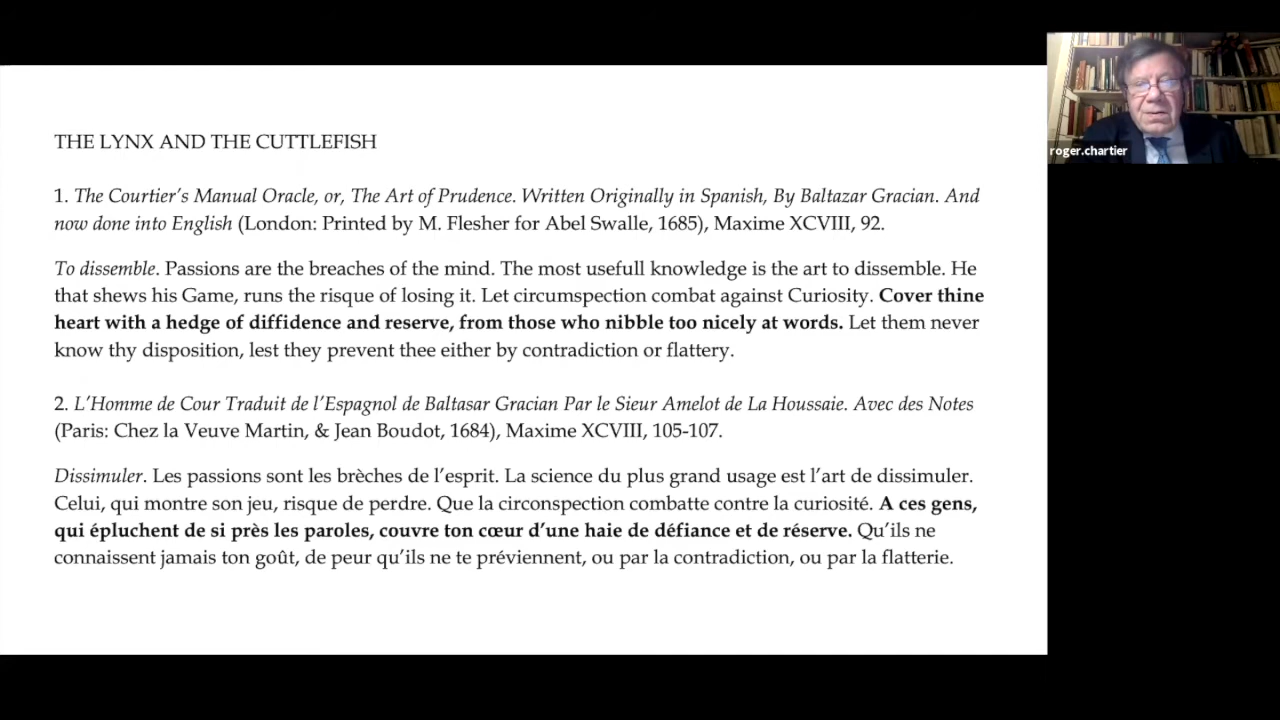 THE LYNX AND THE CUTTLEFISH
1. The Courtier's Manual Oracle, or, The Art of Prudence. Written Originally in Spanish, By Baltazar Gracian. And
now done into English (London: Printed by M. Flesher for Abel Swalle, 1685), Maxime XCVIII, 92.
To dissemble. Passions are the breaches of the mind. The most usefull knowledge is the art to dissemble. He
that shews his Game, runs the risque of losing it. Let circumspection combat against Curiosity. Cover thine
heart with a hedge of diffidence and reserve, from those who nibble too nicely at words. Let them never
know thy disposition, lest they prevent thee either by contradiction or flattery.
2. L'Homme de Cour Traduit de l'Espagnol de Baltasar Gracian Par le Sieur Amelot de La Houssaie. Avec des Notes
(Paris: Chez la Veuve Martin, & Jean Boudot, 1684), Maxime XCVIII, 105-107.
Dissimuler. Les passions sont les brèches de l'esprit. La science du plus grand usage est l'art de dissimuler.
Celui, qui montre son jeu, risque de perdre. Que la circonspection combatte contre la curiosité. A ces gens,
qui épluchent de si près les paroles, couvre ton cœur d'une haie de défiance et de réserve. Qu'ils ne
connaissent jamais ton goût, de peur qu'ils ne te préviennent, ou par la contradiction, ou par la flatterie.
roger.chartier